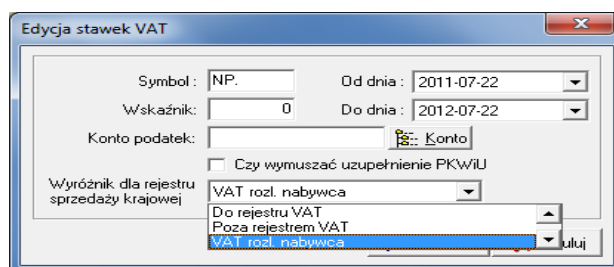 Edycja stawek VAT
Symbol : NP. Od dnia : 2011-07-22
Wskaźnik: 0 Do dnia : 2012-07-22
Konto podatek: Konto
Czy wymuszać uzupełnienie PKWiU
Wyróżnik dla rejestru
sprzedaży krajowej VAT rozl. nabywca
Do rejestru VAT
Poza rejestrem VAT
VAT rozl. nabywca
uluj